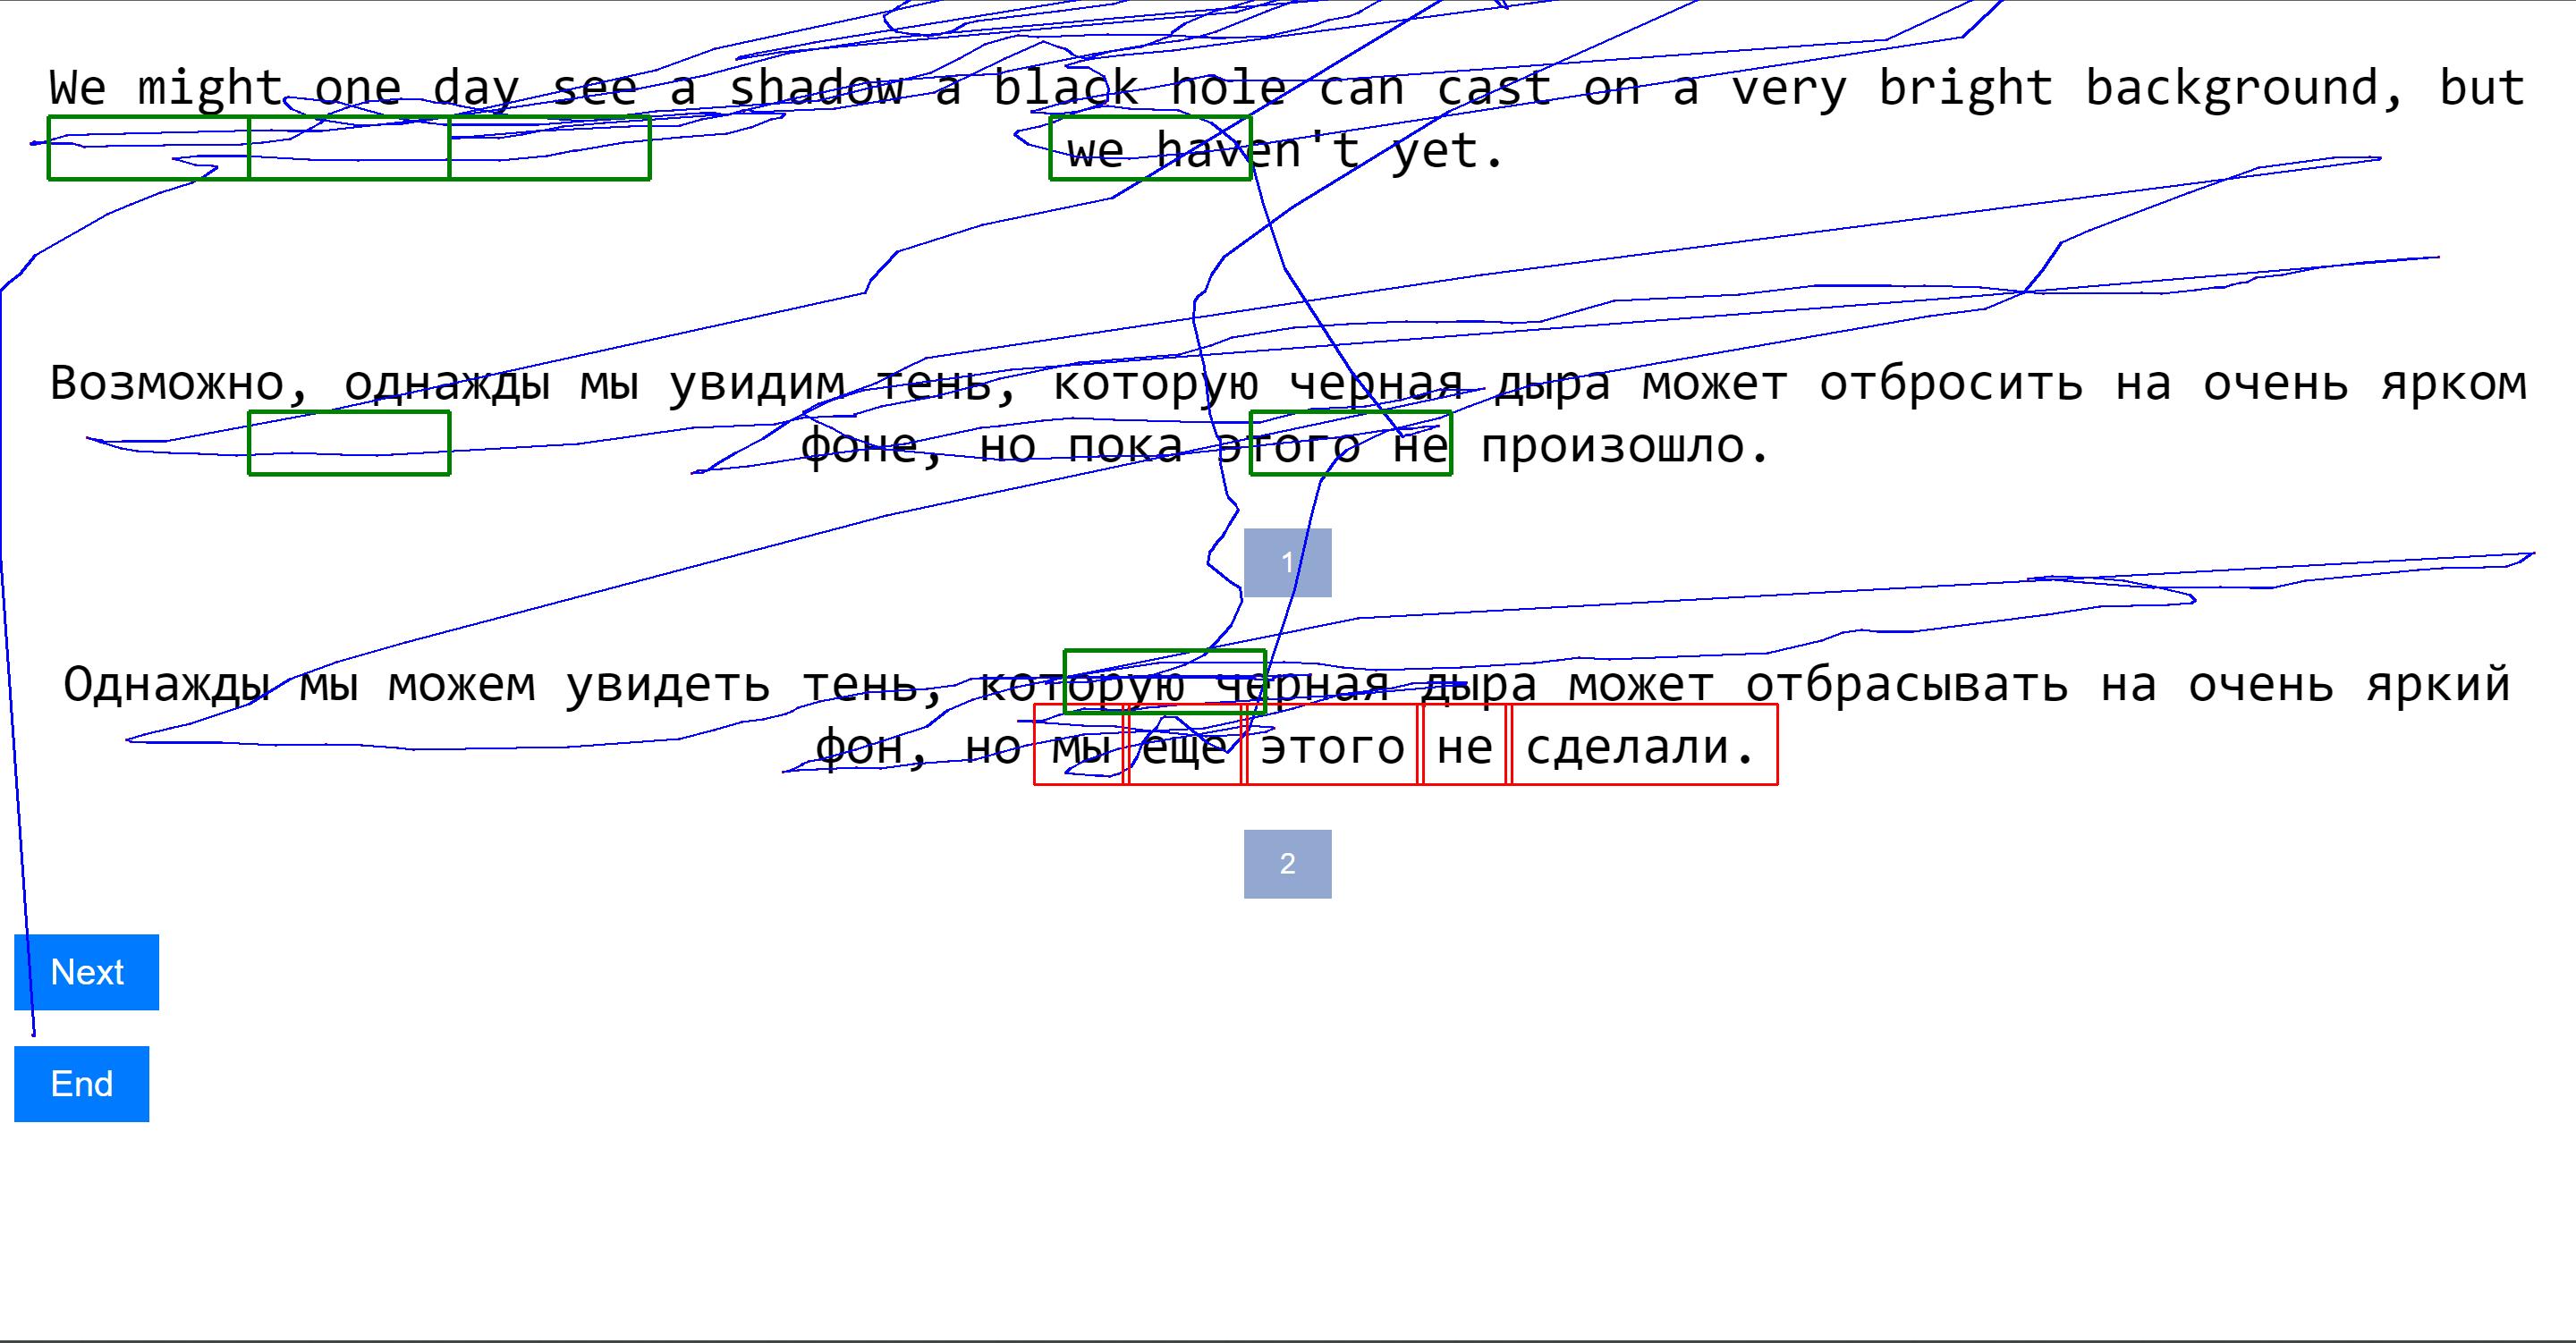 We might one day see a shadow a black hole can cast on a very bright background, but
we haven't yet.
Возможно, однажды мы увидим тень, которую черная дыра может отбросить на очень ярком
фоне, но пока этого не произошло.
1
Однажды мы можем увидеть тень, которую черная дыра может отбрасывать на очень яркий
фон, но мы еще этого не сделали.
2
Next
End